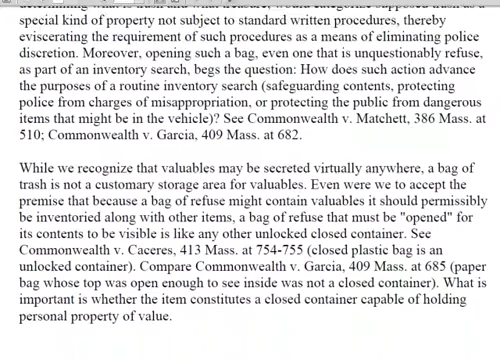 special kind of property not subject to standard written procedures, thereby
eviscerating the requirement of such procedures as a means of eliminating police
discretion. Moreover, opening such a bag, even one that is unquestionably refuse,
as part of an inventory search, begs the question: How does such action advance
the purposes of a routine inventory search (safeguarding contents, protecting
police from charges of misappropriation, or protecting the public from dangerous
items that might be in the vehicle)? See Commonwealth v. Matchett, 386 Mass. at
510; Commonwealth v. Garcia, 409 Mass. at 682.
While we recognize that valuables may be secreted virtually anywhere, a bag of
trash is not a customary storage area for valuables. Even were we to accept the
premise that because a bag of refuse might contain valuables it should permissibly
be inventoried along with other items, a bag of refuse that must be "opened" for
its contents to be visible is like any other unlocked closed container. See
Commonwealth v. Caceres, 413 Mass. at 754-755 (closed plastic bag is an
unlocked container). Compare Commonwealth v. Garcia, 409 Mass. at 685 (paper
bag whose top was open enough to see inside was not a closed container). What is
important is whether the item constitutes a closed container capable of holding
personal property of value.